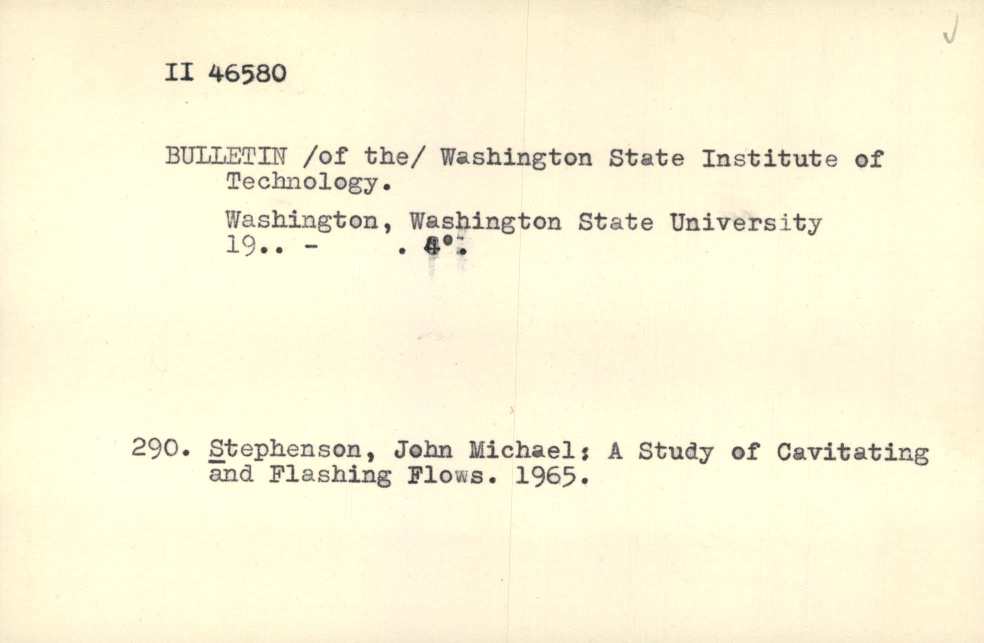 II 46580
BULLETIN /of the/ Washington State Institute of
Technology.
Washington, Washington State University
19.. - . 4°.
290. Stephenson, John Michael: A Study of Cavitating
and Flashing Flows. 1965.